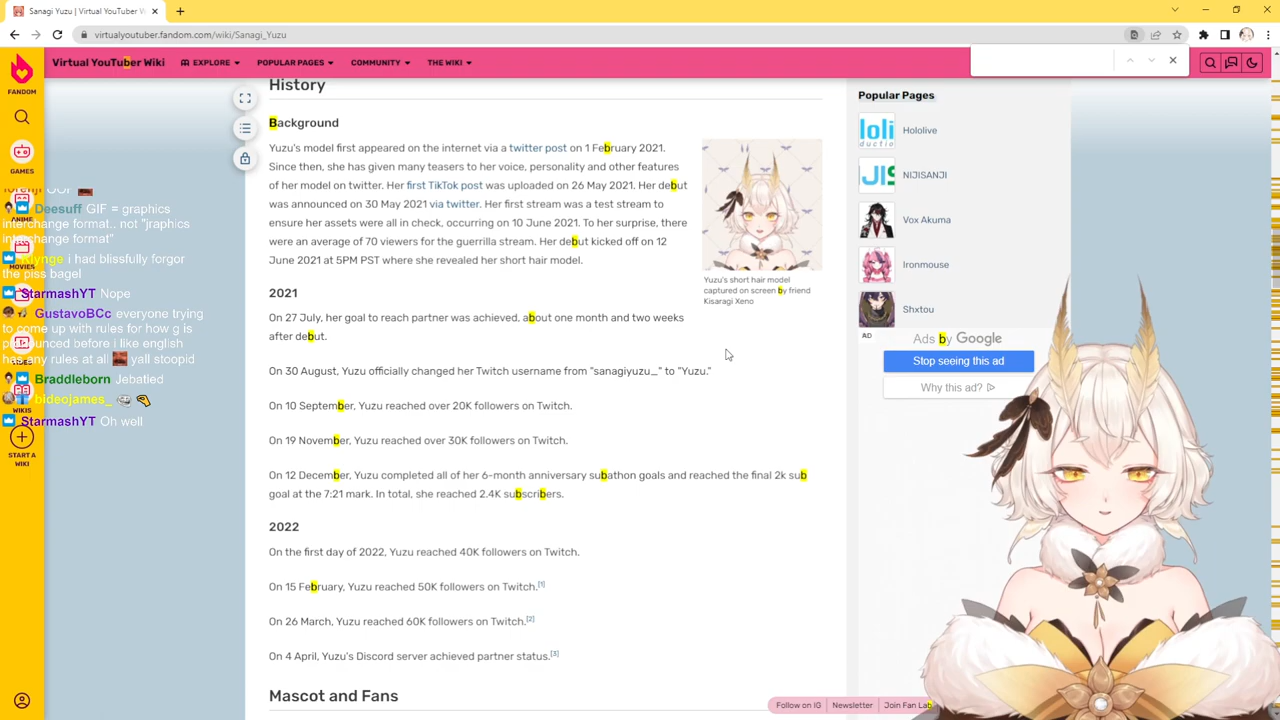 Sanagi Yuzu | Virtual YouTuber W
virtualyoutuber.fandom.com/wiki/Sanagi_Yuzu
FANDOM
Virtual YouTuber Wiki
EXPLORE
POPULAR PAGES
COMMUNITY
THE WIKI
GAMES
MOVIES
WIKIS
START A
WIKI
Deesuff GIF = graphics
interchange format.. not "jraphics
interchange format"
Klynge i had blissfully forgor
the piss bagel
StarmashYT Nope
GustavoBCc everyone trying
to come up with rules for how g is
pronounced before i like english
has any rules at all yall stoopid
Braddleborn Jebatied
bideojames_
StarmashYT Oh well
History
Background
Yuzu's model first appeared on the internet via a twitter post on 1 February 2021.
Since then, she has given many teasers to her voice, personality and other features
of her model on twitter. Her first TikTok post was uploaded on 26 May 2021. Her debut
was announced on 30 May 2021 via twitter. Her first stream was a test stream to
ensure her assets were all in check, occurring on 10 June 2021. To her surprise, there
were an average of 70 viewers for the guerrilla stream. Her debut kicked off on 12
June 2021 at 5PM PST where she revealed her short hair model.
Yuzu's short hair model
captured on screen by friend
Kisaragi Xeno
2021
On 27 July, her goal to reach partner was achieved, about one month and two weeks
after debut.
On 30 August, Yuzu officially changed her Twitch username from "sanagiyuzu_" to "Yuzu."
On 10 September, Yuzu reached over 20K followers on Twitch.
On 19 November, Yuzu reached over 30K followers on Twitch.
On 12 December, Yuzu completed all of her 6-month anniversary subathon goals and reached the final 2k sub
goal at the 7:21 mark. In total, she reached 2.4K subscribers.
2022
On the first day of 2022, Yuzu reached 40K followers on Twitch.
On 15 February, Yuzu reached 50K followers on Twitch.[1]
On 26 March, Yuzu reached 60K followers on Twitch.[2]
On 4 April, Yuzu's Discord server achieved partner status.[3]
Mascot and Fans
Popular Pages
loli
ductio
Hololive
JIS
NIJISANJI
Vox Akuma
Ironmouse
Shxtou
AD
Ads by Google
Stop seeing this ad
Why this ad?
Follow on IG
Newsletter
Join Fan Lab